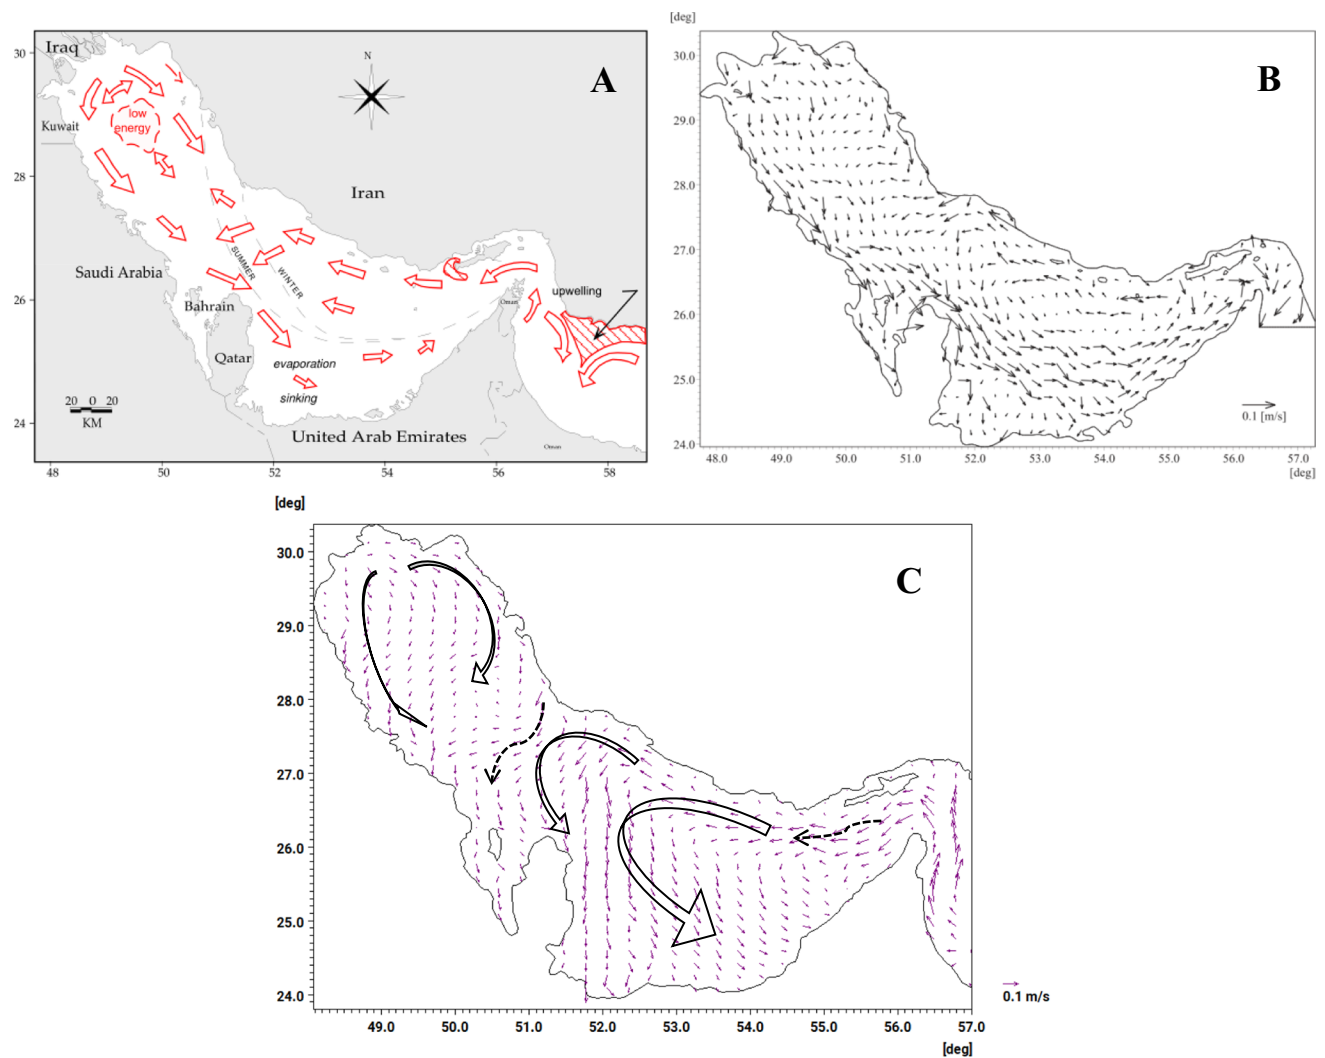 A
N
Iraq
low
energy
Kuwait
Iran
Saudi Arabia
SUMMER
WINTER
Bahrain
Qatar
Oman
upwelling
evaporation
sinking
20 0 20
KM
United Arab Emirates
Oman
30
28
26
24
48
50
52
54
56
58
[deg]
B
30.0
29.0
28.0
27.0
26.0
25.0
24.0
0.1 [m/s]
48.0
49.0
50.0
51.0
52.0
53.0
54.0
55.0
56.0
57.0
[deg]
[deg]
C
30.0
29.0
28.0
27.0
26.0
25.0
24.0
0.1 m/s
49.0
50.0
51.0
52.0
53.0
54.0
55.0
56.0
57.0
[deg]